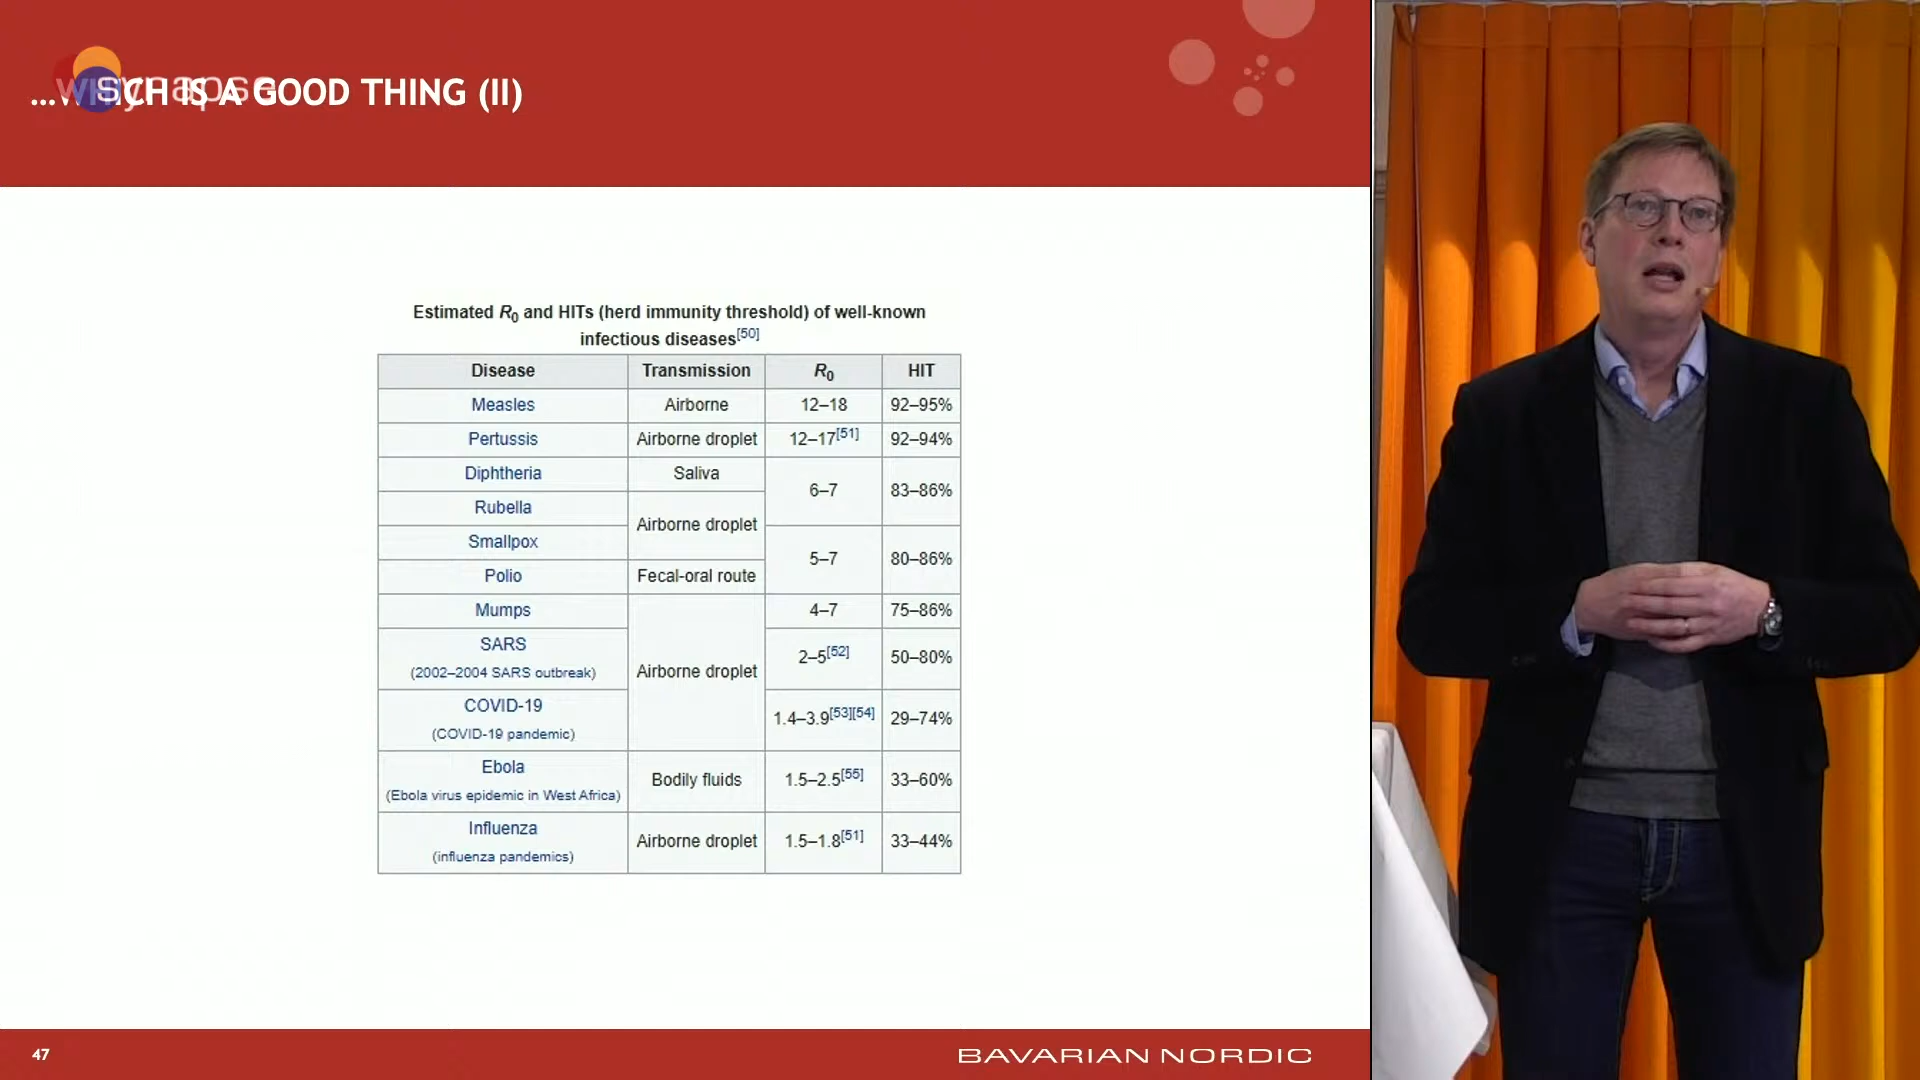 ...WHICH IS A GOOD THING (II)
synapse
Estimated R0 and HITs (herd immunity threshold) of well-known
infectious diseases[50]
Disease Transmission R0 HIT
Measles Airborne 12–18 92–95%
Pertussis Airborne droplet 12–17[51] 92–94%
Diphtheria Saliva 6–7 83–86%
Rubella Airborne droplet
Smallpox 5–7 80–86%
Polio Fecal-oral route
Mumps Airborne droplet 4–7 75–86%
SARS
(2002–2004 SARS outbreak) 2–5[52] 50–80%
COVID-19
(COVID-19 pandemic) 1.4–3.9[53][54] 29–74%
Ebola
(Ebola virus epidemic in West Africa) Bodily fluids 1.5–2.5[55] 33–60%
Influenza
(influenza pandemics) Airborne droplet 1.5–1.8[51] 33–44%
47
BAVARIAN NORDIC